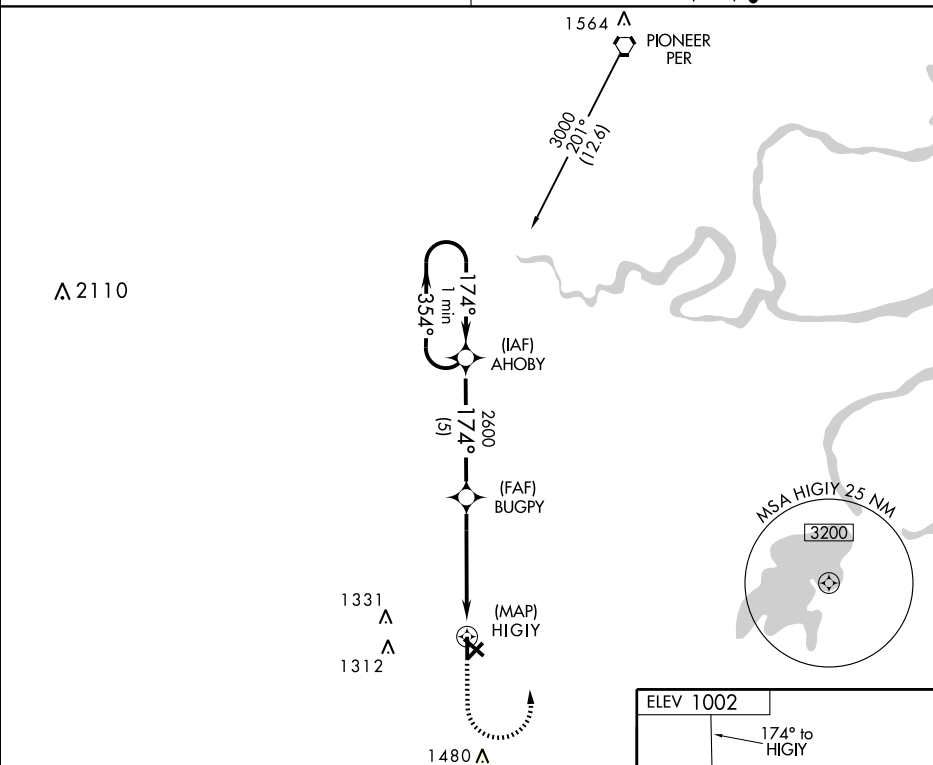 1564
PIONEER
PER
3000
201°
(12.6)
2110
174°
1 min
354°
(IAF)
AHOBY
2600
174°
(5)
(FAF)
BUGPY
MSA HIGIY 25 NM
3200
1331
1312
(MAP)
HIGIY
1480
ELEV 1002
174° to
HIGIY